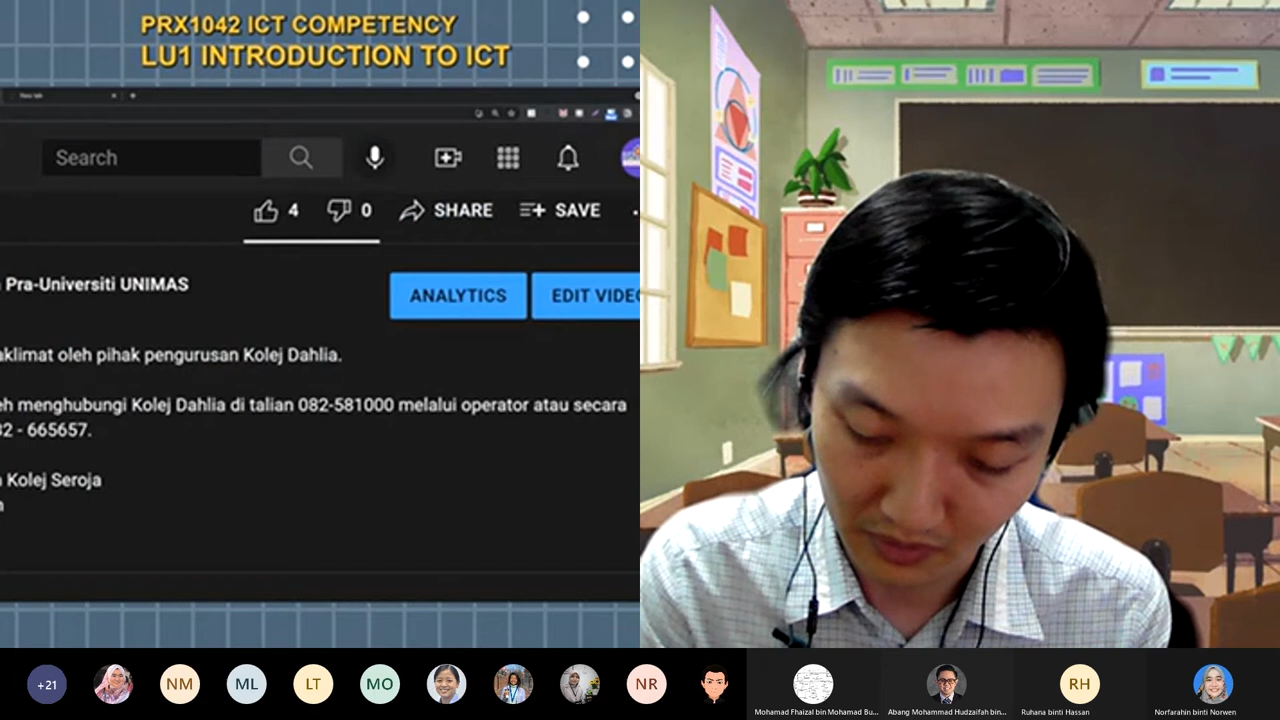 PRX1042 ICT COMPETENCY
LU1 INTRODUCTION TO ICT
Search
4 0 SHARE SAVE
Pra-Universiti UNIMAS
ANALYTICS EDIT VIDEO
aklimat oleh pihak pengurusan Kolej Dahlia.
eh menghubungi Kolej Dahlia di talian 082-581000 melalui operator atau secara
32 - 665657.
Kolej Seroja
+21 NM ML LT MO NR RH
Mohamad Fhaizal bin Mohamad Bu... Abang Mohammad Hudzaifah bin... Ruhana binti Hassan Norfarahin binti Norwen